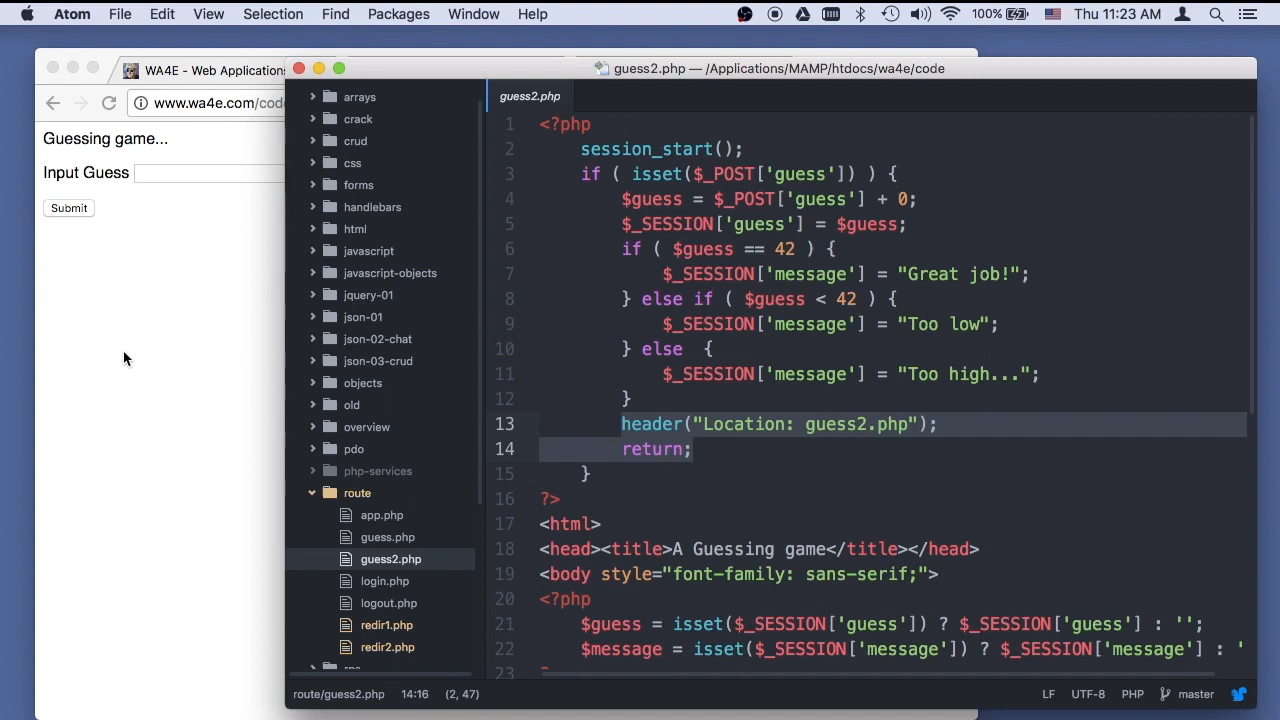 Atom File Edit View Selection Find Packages Window Help 100% Thu 11:23 AM
WA4E - Web Applications
www.wa4e.com/code
Guessing game...
Input Guess
Submit
guess2.php — /Applications/MAMP/htdocs/wa4e/code
arrays
crack
crud
css
forms
handlebars
html
javascript
javascript-objects
jquery-01
json-01
json-02-chat
json-03-crud
objects
old
overview
pdo
php-services
route
app.php
guess.php
guess2.php
login.php
logout.php
redir1.php
redir2.php
guess2.php
1 <?php
2 session_start();
3 if ( isset($_POST['guess']) ) {
4 $guess = $_POST['guess'] + 0;
5 $_SESSION['guess'] = $guess;
6 if ( $guess == 42 ) {
7 $_SESSION['message'] = "Great job!";
8 } else if ( $guess < 42 ) {
9 $_SESSION['message'] = "Too low";
10 } else  {
11 $_SESSION['message'] = "Too high...";
12 }
13 header("Location: guess2.php");
14 return;
15 }
16 ?>
17 <html>
18 <head><title>A Guessing game</title></head>
19 <body style="font-family: sans-serif;">
20 <?php
21 $guess = isset($_SESSION['guess']) ? $_SESSION['guess'] : '';
22 $message = isset($_SESSION['message']) ? $_SESSION['message'] : '
23
route/guess2.php 14:16 (2, 47) LF UTF-8 PHP master